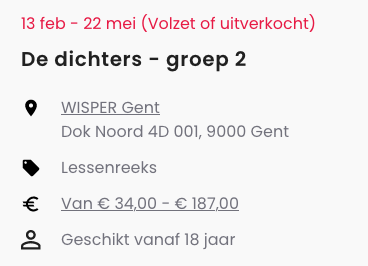 13 feb - 22 mei (Volzet of uitverkocht)
De dichters - groep 2
WISPER Gent
Dok Noord 4D 001, 9000 Gent
Lessenreeks
Van € 34,00 - € 187,00
Geschikt vanaf 18 jaar